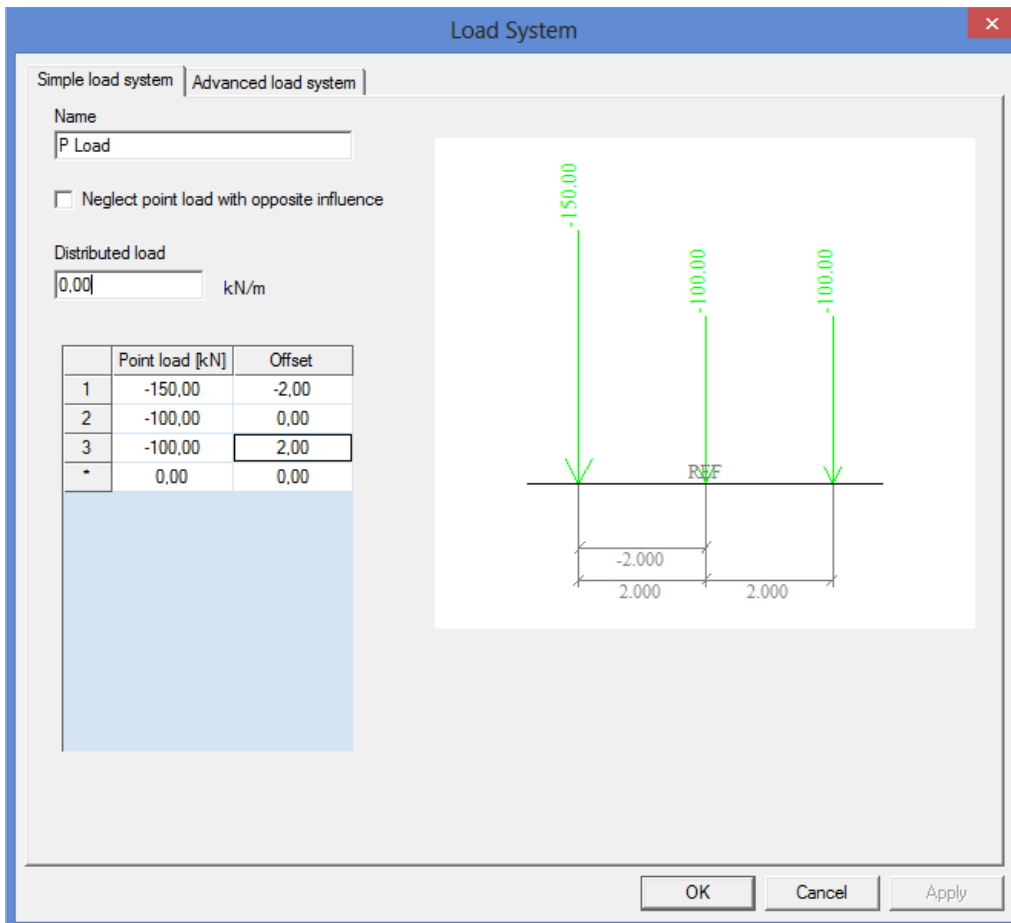 Load System
Simple load system
Advanced load system
Name
P Load
Neglect point load with opposite influence
Distributed load
0,00 kN/m
Point load [kN] Offset
1 -150,00 -2,00
2 -100,00 0,00
3 -100,00 2,00
* 0,00 0,00
-150.00
-100.00
-100.00
REF
-2.000
2.000 2.000
OK Cancel Apply